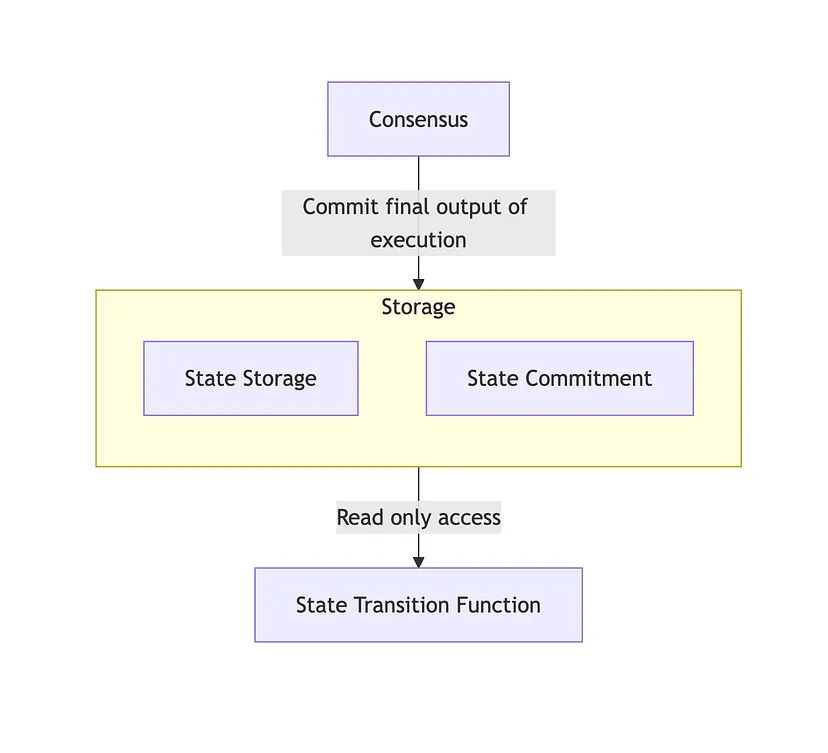 Consensus
Commit final output of
execution
Storage
State Storage
State Commitment
Read only access
State Transition Function